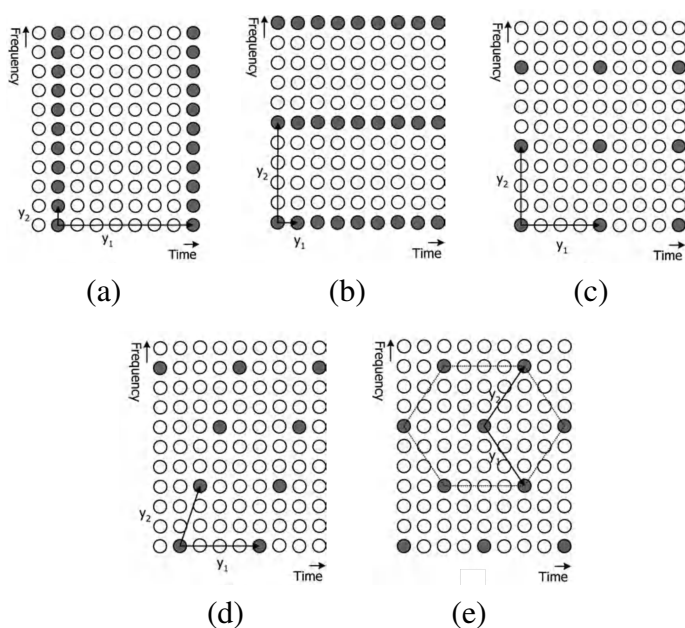 Frequency
y2
y1
Time
(a)
Frequency
y2
y1
Time
(b)
Frequency
y2
y1
Time
(c)
Frequency
y2
y1
Time
(d)
Frequency
y2
y1
Time
(e)